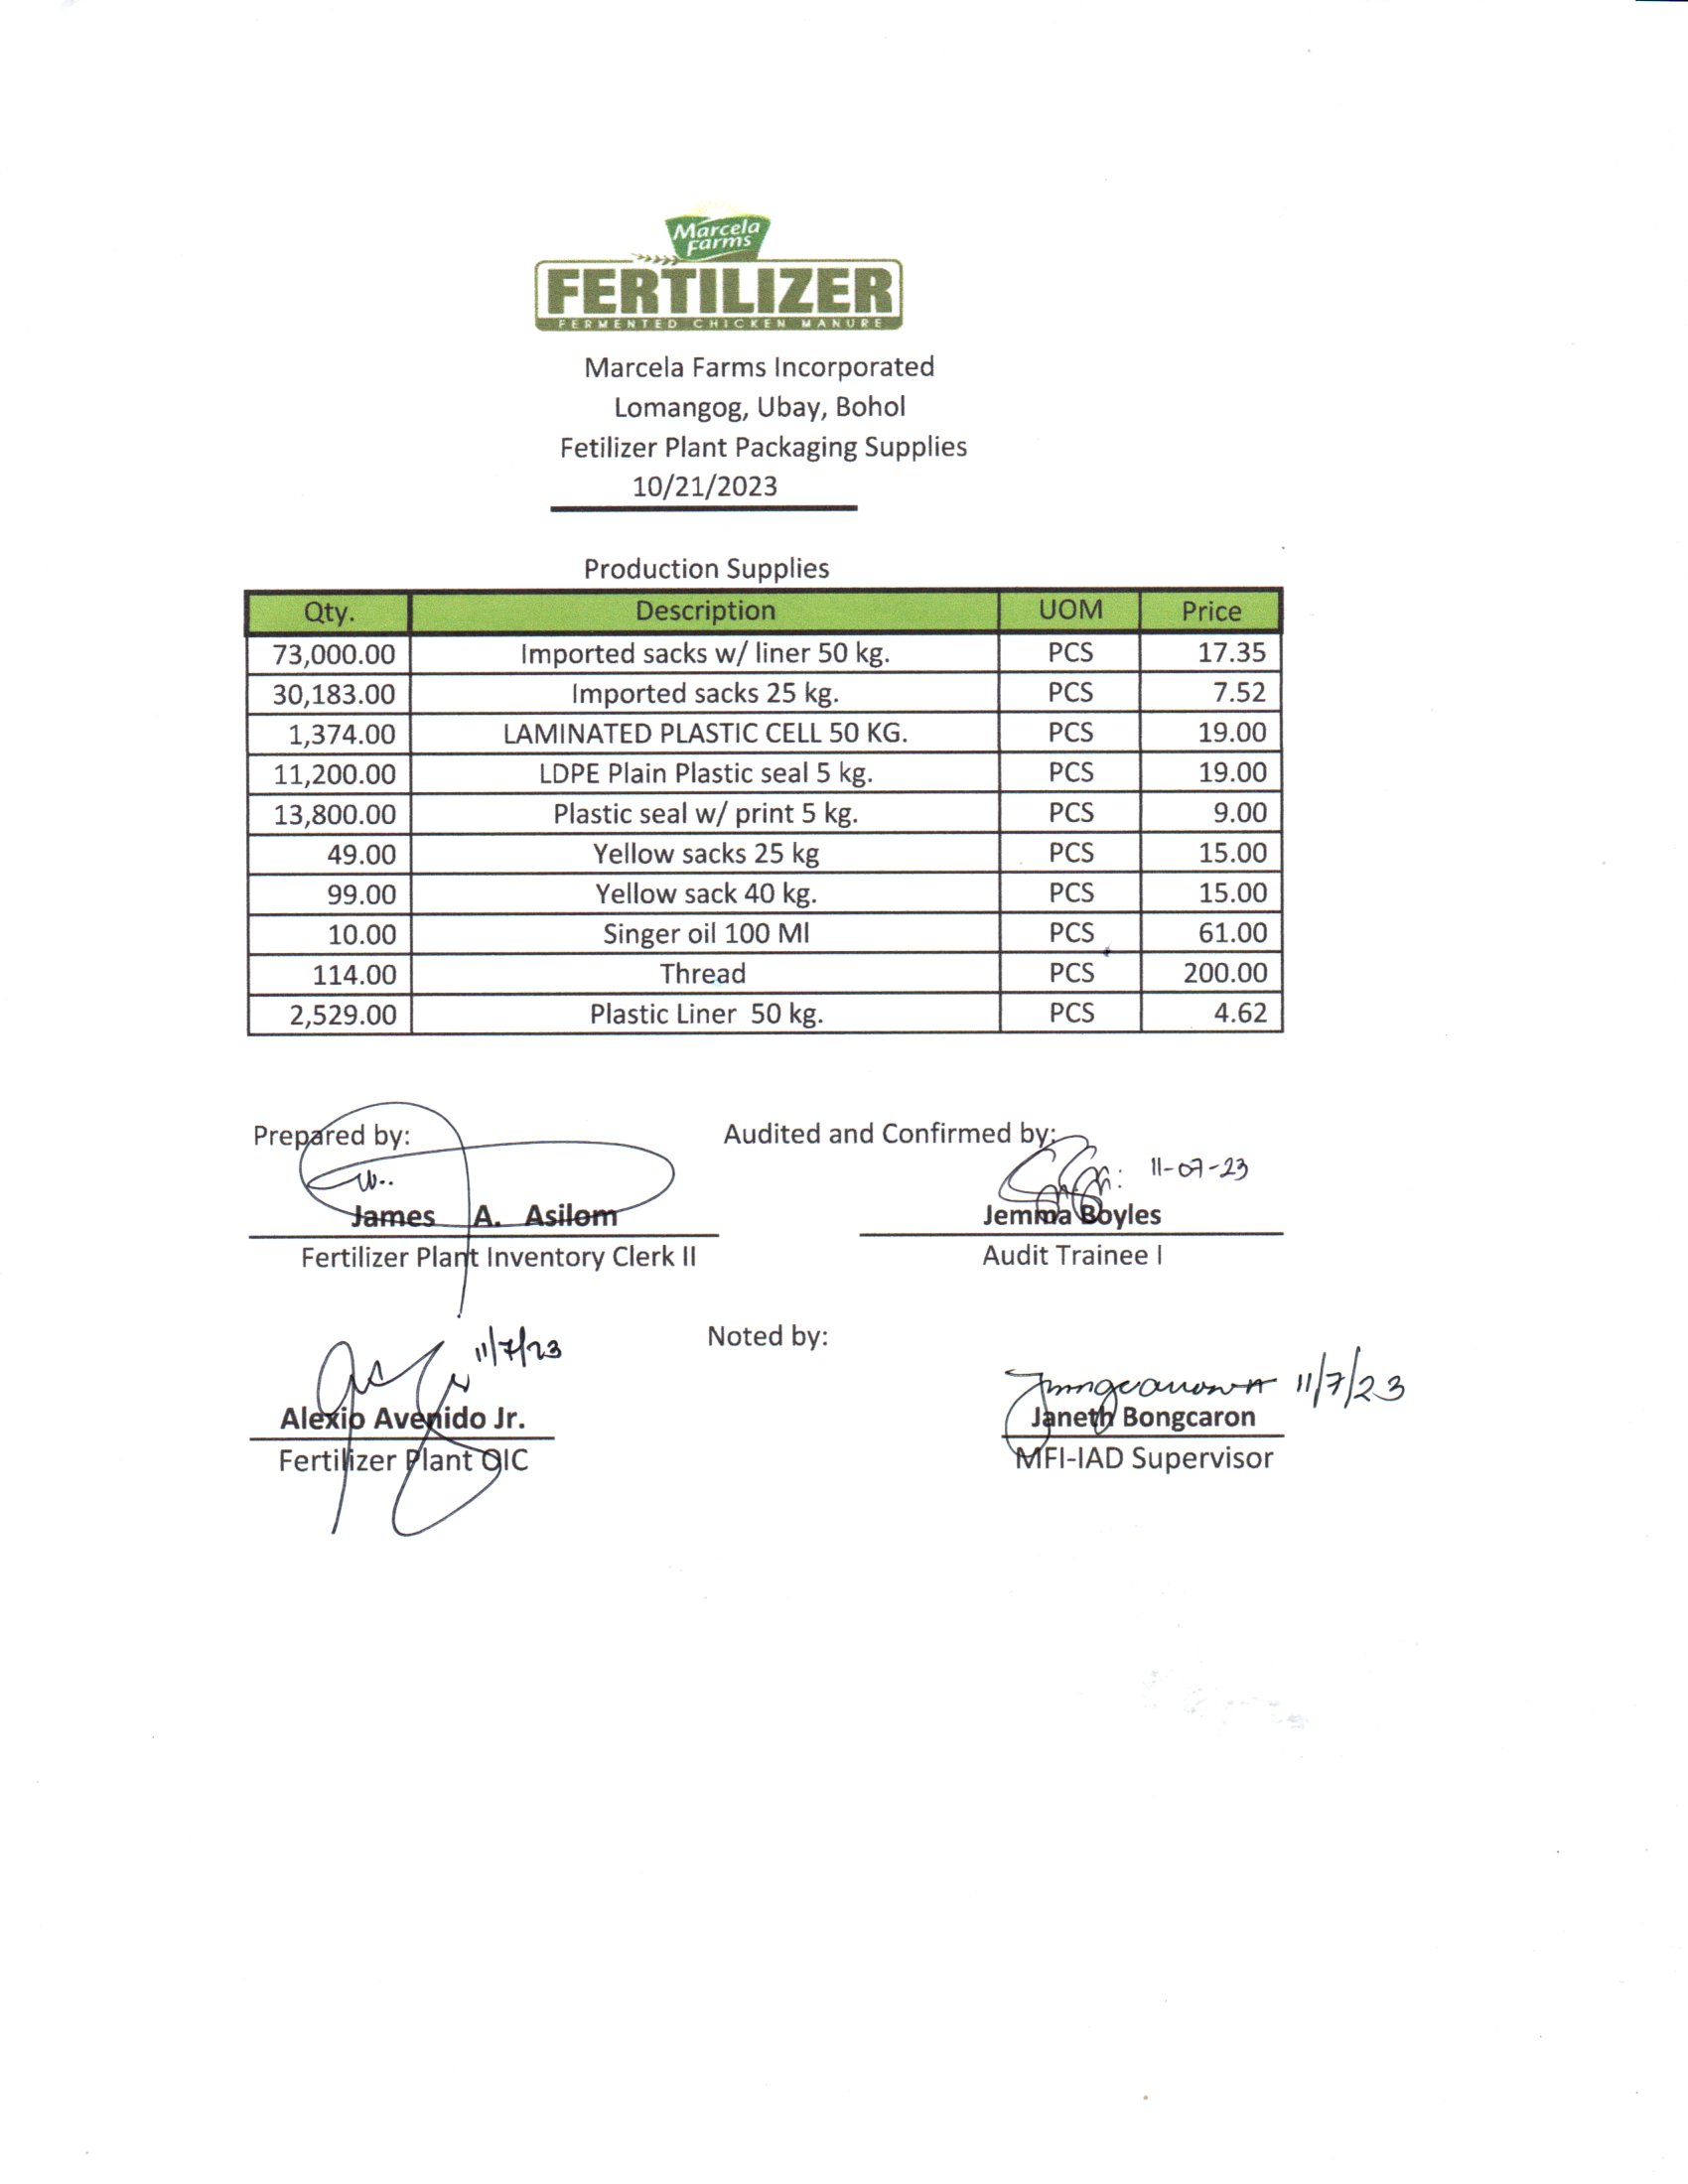 Marcela
Farms
FERTILIZER
FERMENTED CHICKEN MANURE
Marcela Farms Incorporated
Lomangog, Ubay, Bohol
Fetilizer Plant Packaging Supplies
10/21/2023
Production Supplies
Qty. Description UOM Price
73,000.00 Imported sacks w/ liner 50 kg. PCS 17.35
30,183.00 Imported sacks 25 kg. PCS 7.52
1,374.00 LAMINATED PLASTIC CELL 50 KG. PCS 19.00
11,200.00 LDPE Plain Plastic seal 5 kg. PCS 19.00
13,800.00 Plastic seal w/ print 5 kg. PCS 9.00
49.00 Yellow sacks 25 kg PCS 15.00
99.00 Yellow sack 40 kg. PCS 15.00
10.00 Singer oil 100 Ml PCS 61.00
114.00 Thread PCS 200.00
2,529.00 Plastic Liner 50 kg. PCS 4.62
Prepared by: Audited and Confirmed by:
11-07-23
James A. Asilom Jemma Boyles
Fertilizer Plant Inventory Clerk II Audit Trainee I
Noted by:
11/7/23 11/7/23
Alexio Avenido Jr. Janeth Bongcaron
Fertilizer Plant OIC MFI-IAD Supervisor